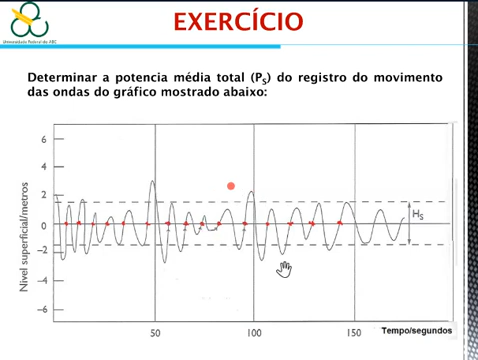 EXERCÍCIO
Universidade Federal do ABC
Determinar a potencia média total (PS) do registro do movimento
das ondas do gráfico mostrado abaixo:
Nível superficial/metros
6
4
2
0
−2
−4
−6
HS
50
100
150
Tempo/segundos